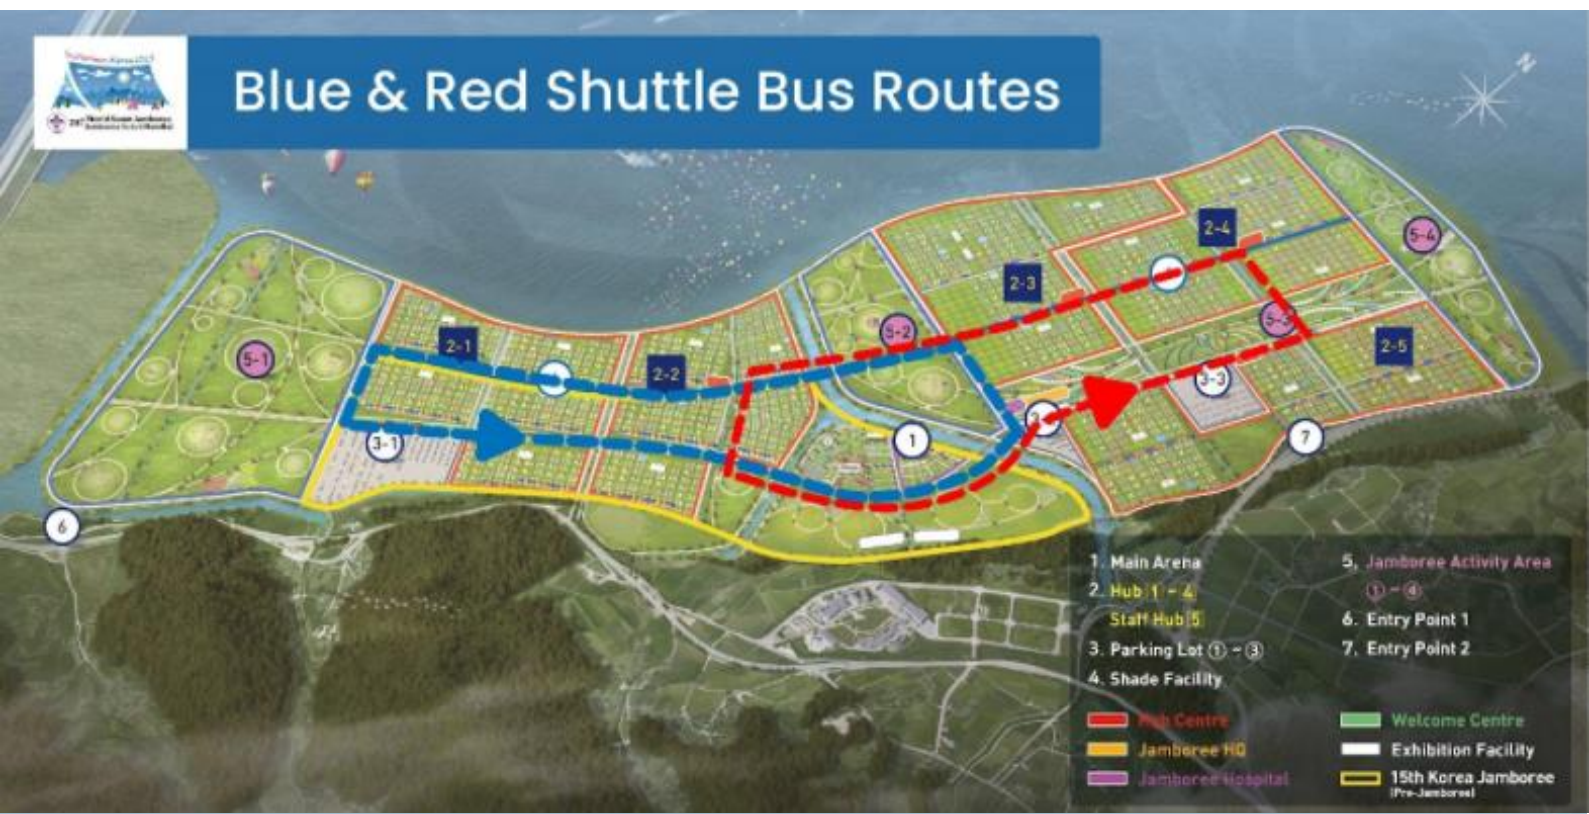 Blue & Red Shuttle Bus Routes
N
5-4
2-4
2-3
5-2
5-3
2-1
5-1
2-2
2-5
3-3
3-1
1
7
6
1. Main Arena
2. Hub 1 ~ 4
Staff Hub 5
3. Parking Lot ① ~ ③
4. Shade Facility
5. Jamboree Activity Area
① ~ ④
6. Entry Point 1
7. Entry Point 2
Hub Centre
Jamboree HQ
Jamboree Hospital
Welcome Centre
Exhibition Facility
15th Korea Jamboree
(Pre-Jamboree)